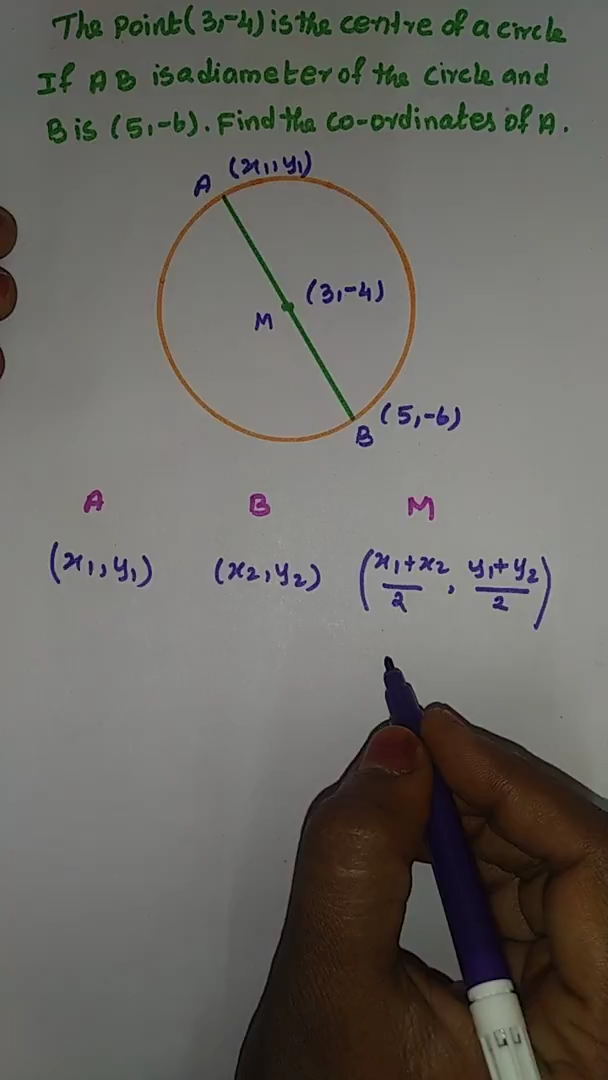 The Point (3,-4) is the centre of a circle
If AB is a diameter of the circle and
B is (5,-6). Find the co-ordinates of A.
A (x₁,y₁)
(3,-4)
M
(5,-6)
B
A B M
(x₁,y₁) (x₂,y₂) (x₁+x₂/2, y₁+y₂/2)